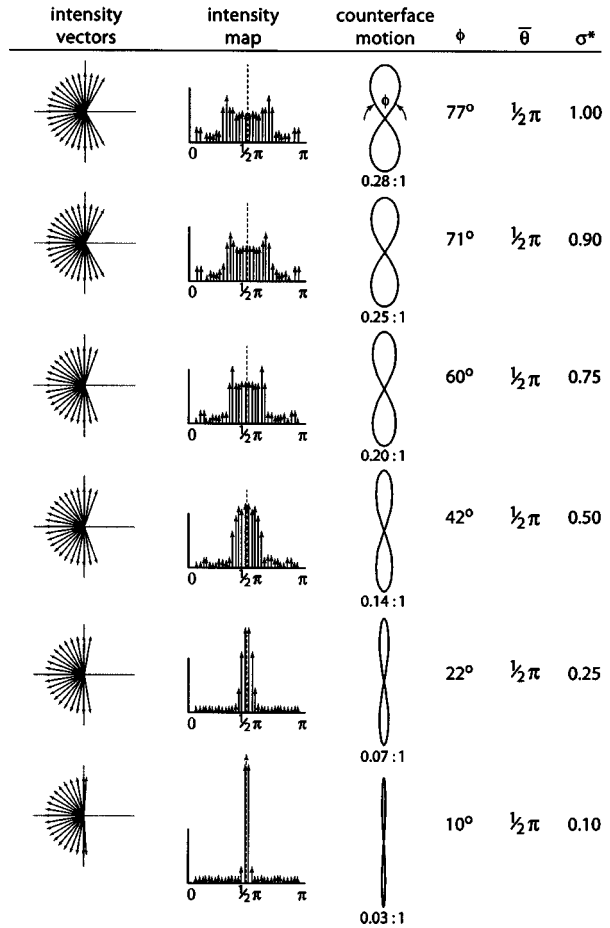 intensity vectors intensity map counterface motion φ θ̅ σ*
φ 77° ½π 1.00
0 ½π π
0.28 : 1
71° ½π 0.90
0 ½π π
0.25 : 1
60° ½π 0.75
0 ½π π
0.20 : 1
42° ½π 0.50
0 ½π π
0.14 : 1
22° ½π 0.25
0 ½π π
0.07 : 1
10° ½π 0.10
0 ½π π
0.03 : 1